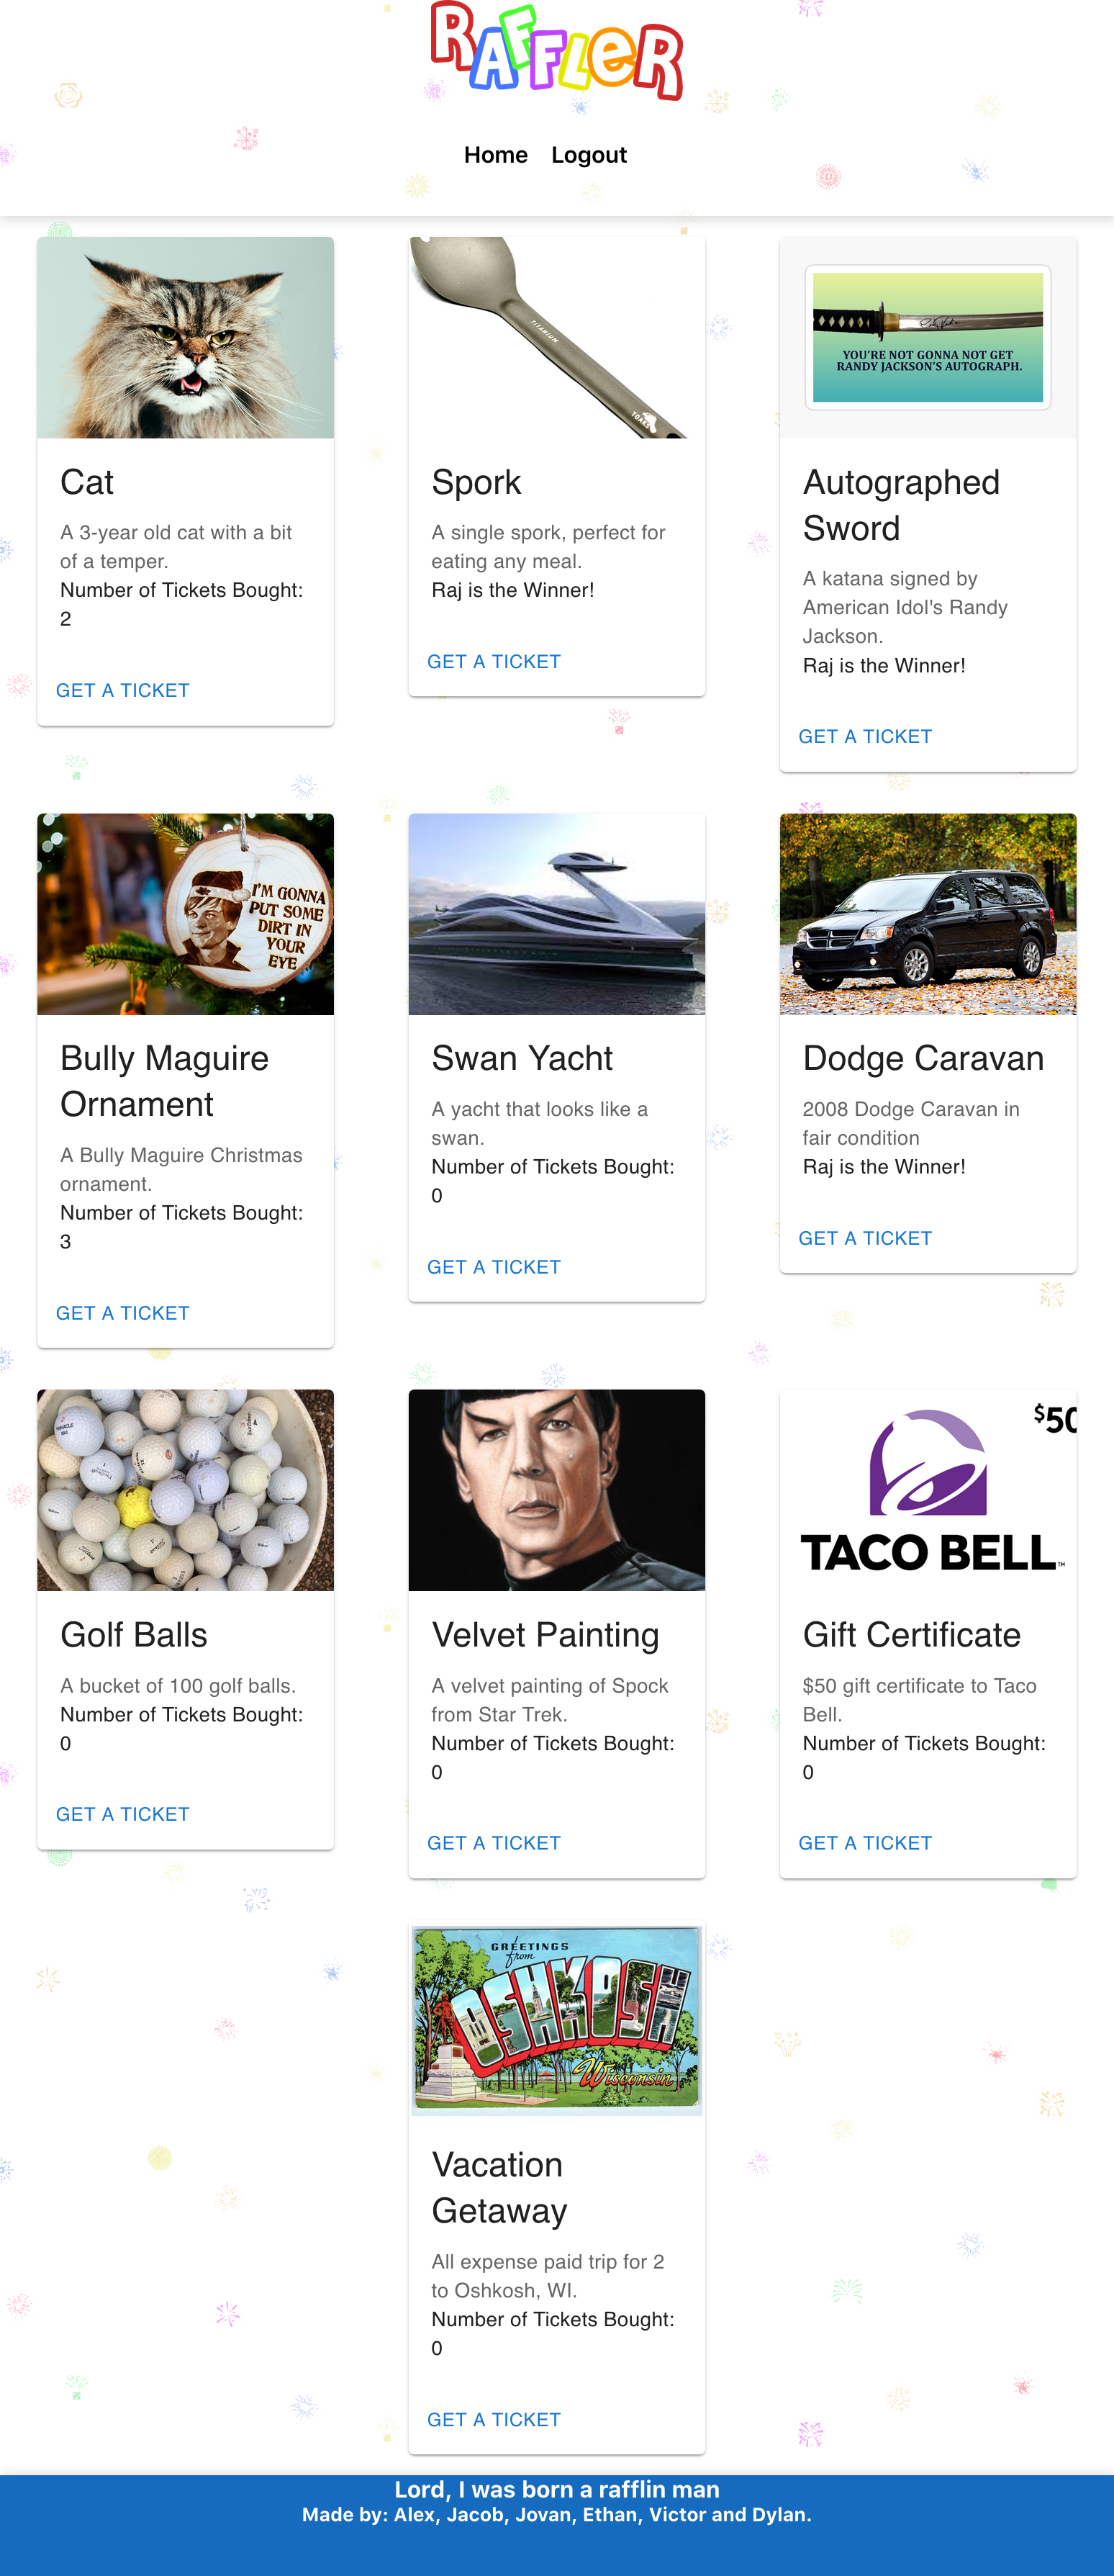 RAFFLER
Home Logout
TITANIUM
TOAKS
YOU'RE NOT GONNA NOT GET
RANDY JACKSON'S AUTOGRAPH.
Cat
A 3-year old cat with a bit
of a temper.
Number of Tickets Bought:
2
GET A TICKET
Spork
A single spork, perfect for
eating any meal.
Raj is the Winner!
GET A TICKET
Autographed
Sword
A katana signed by
American Idol's Randy
Jackson.
Raj is the Winner!
GET A TICKET
I'M GONNA
PUT SOME
DIRT IN
YOUR
EYE
Bully Maguire
Ornament
A Bully Maguire Christmas
ornament.
Number of Tickets Bought:
3
GET A TICKET
Swan Yacht
A yacht that looks like a
swan.
Number of Tickets Bought:
0
GET A TICKET
Dodge Caravan
2008 Dodge Caravan in
fair condition
Raj is the Winner!
GET A TICKET
Golf Balls
A bucket of 100 golf balls.
Number of Tickets Bought:
0
GET A TICKET
Velvet Painting
A velvet painting of Spock
from Star Trek.
Number of Tickets Bought:
0
GET A TICKET
$50
TACO BELL™
Gift Certificate
$50 gift certificate to Taco
Bell.
Number of Tickets Bought:
0
GET A TICKET
GREETINGS
from
OSHKOSH
Wisconsin
Vacation
Getaway
All expense paid trip for 2
to Oshkosh, WI.
Number of Tickets Bought:
0
GET A TICKET
Lord, I was born a rafflin man
Made by: Alex, Jacob, Jovan, Ethan, Victor and Dylan.